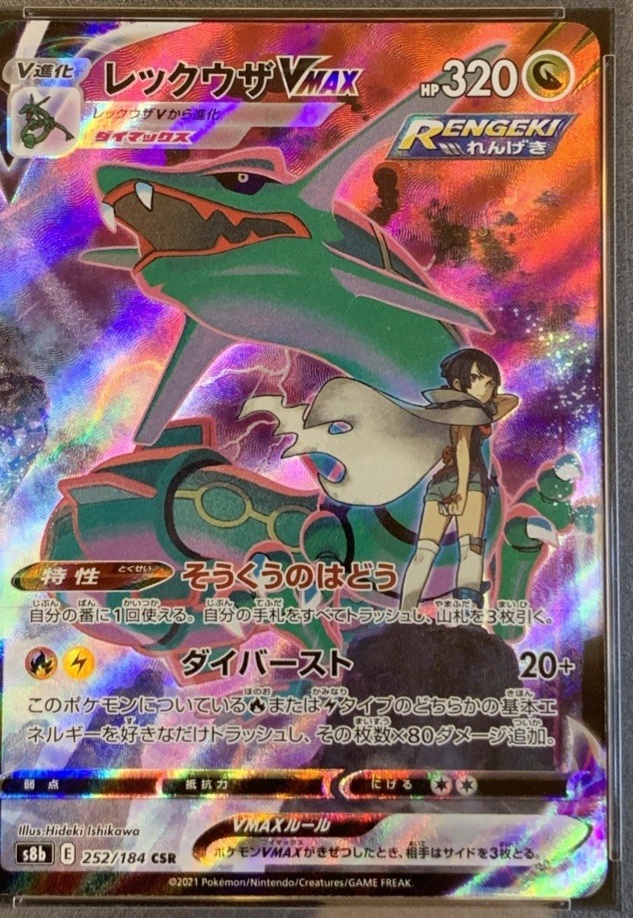 V進化
レックウザVMAX
HP320
レックウザVから進化
ダイマックス
RENGEKI
れんげき
特性
とくせい
そうくうのはどう
自分の番に1回使える。自分の手札をすべてトラッシュし、山札を3枚引く。
ダイバースト 20+
このポケモンについている または タイプのどちらかの基本エ
ネルギーを好きなだけトラッシュし、その枚数×80ダメージ追加。
弱点 抵抗力 にげる
Illus.Hideki Ishikawa
VMAXルール
s8b E 252/184 CSR
ポケモンVMAXがきぜつしたとき、相手はサイドを3枚とる。
©2021 Pokémon/Nintendo/Creatures/GAME FREAK.